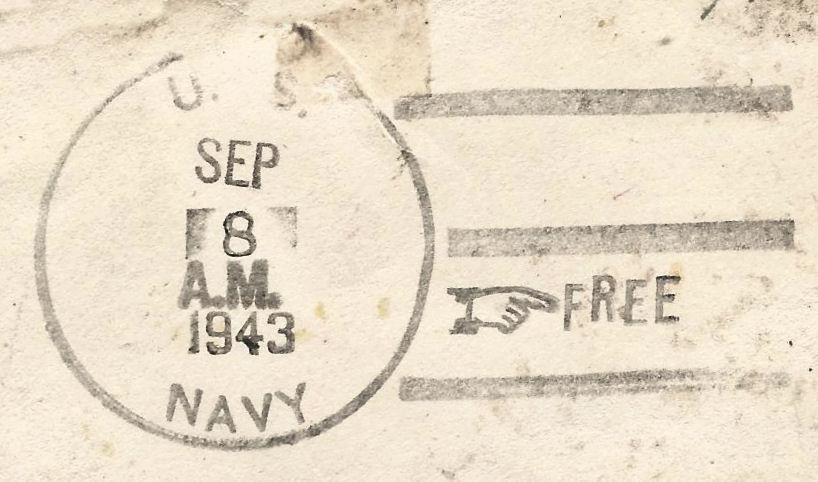 U. S.
SEP
8
A.M.
1943
NAVY
FREE